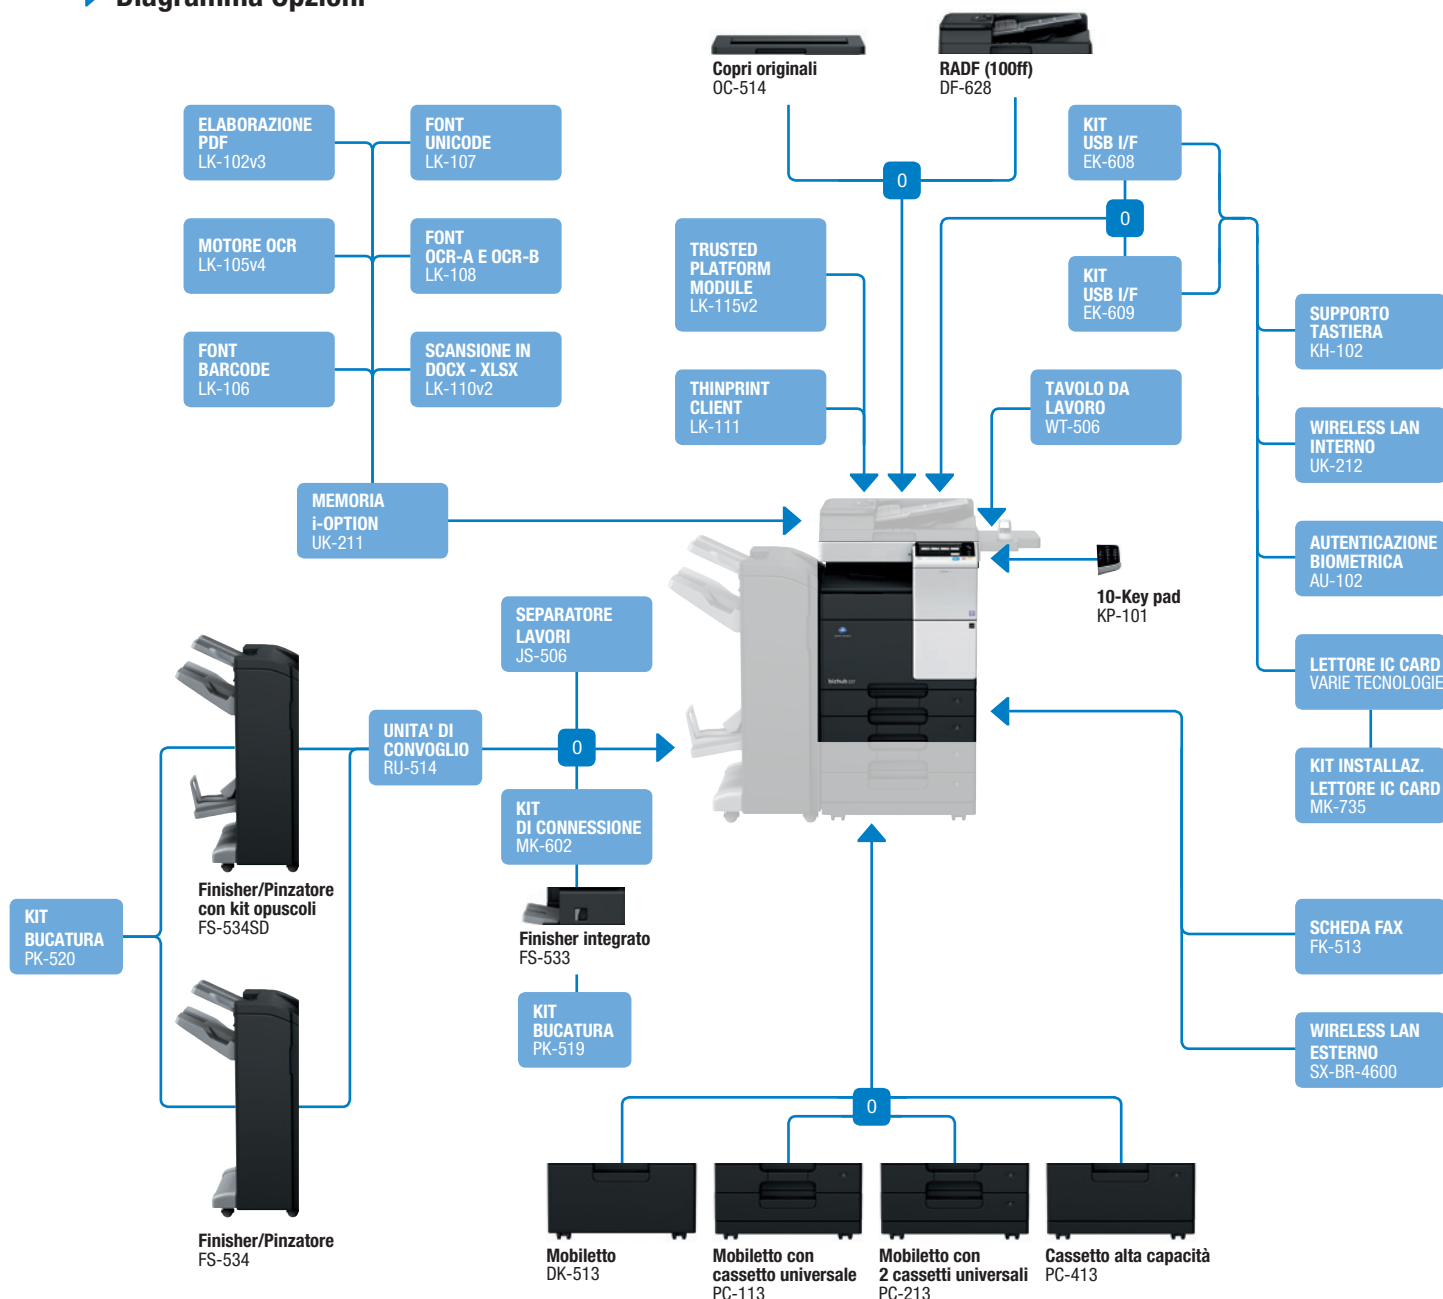 Diagramma Opzioni
Copri originali
OC-514
RADF (100ff)
DF-628
ELABORAZIONE
PDF
LK-102v3
FONT
UNICODE
LK-107
KIT
USB I/F
EK-608
0
0
MOTORE OCR
LK-105v4
FONT
OCR-A E OCR-B
LK-108
TRUSTED
PLATFORM
MODULE
LK-115v2
KIT
USB I/F
EK-609
SUPPORTO
TASTIERA
KH-102
FONT
BARCODE
LK-106
SCANSIONE IN
DOCX - XLSX
LK-110v2
THINPRINT
CLIENT
LK-111
TAVOLO DA
LAVORO
WT-506
WIRELESS LAN
INTERNO
UK-212
MEMORIA
i-OPTION
UK-211
AUTENTICAZIONE
BIOMETRICA
AU-102
10-Key pad
KP-101
SEPARATORE
LAVORI
JS-506
LETTORE IC CARD
VARIE TECNOLOGIE
bizhub
UNITA' DI
CONVOGLIO
RU-514
0
KIT INSTALLAZ.
LETTORE IC CARD
MK-735
KIT
DI CONNESSIONE
MK-602
Finisher/Pinzatore
con kit opuscoli
FS-534SD
KIT
BUCATURA
PK-520
Finisher integrato
FS-533
SCHEDA FAX
FK-513
KIT
BUCATURA
PK-519
WIRELESS LAN
ESTERNO
SX-BR-4600
0
Finisher/Pinzatore
FS-534
Mobiletto
DK-513
Mobiletto con
cassetto universale
PC-113
Mobiletto con
2 cassetti universali
PC-213
Cassetto alta capacità
PC-413